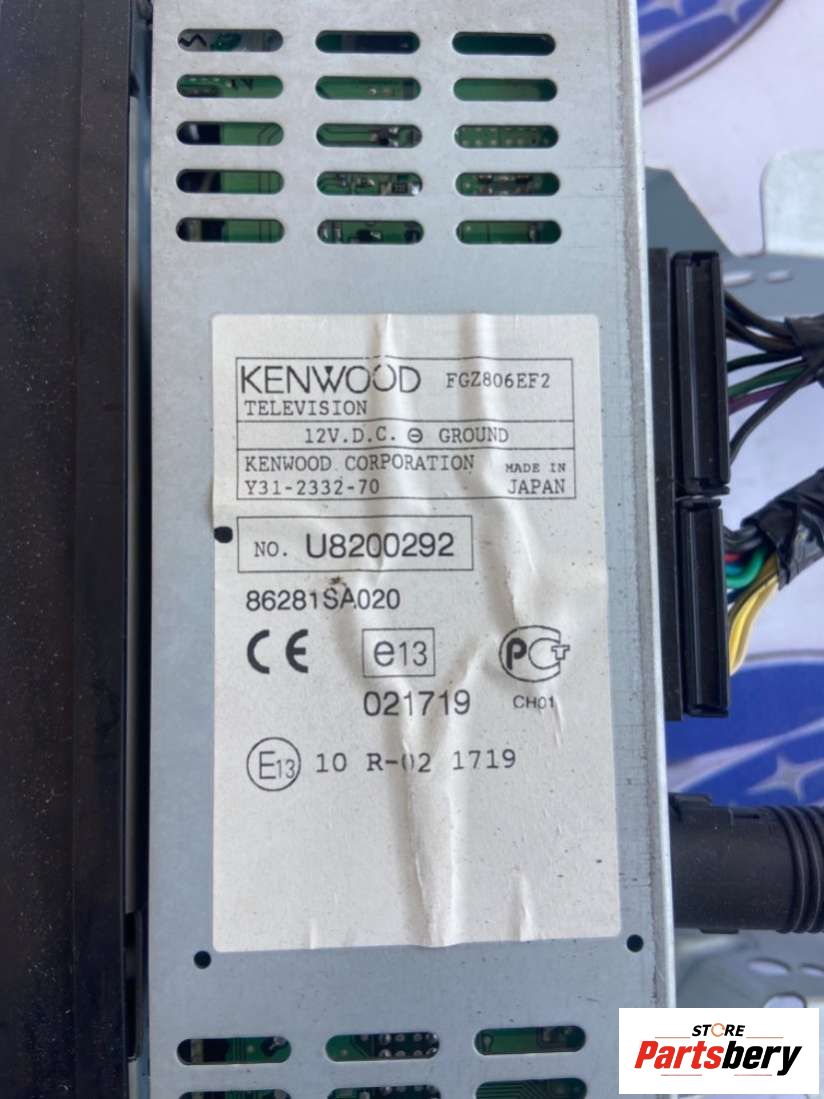 KENWOOD FGZ806EF2
TELEVISION
12V.D.C. ⊖ GROUND
KENWOOD CORPORATION MADE IN
Y31-2332-70 JAPAN
NO. U8200292
86281SA020
CE e13 PCT
021719 CH01
E13 10 R-02 1719
STORE
Partsbery